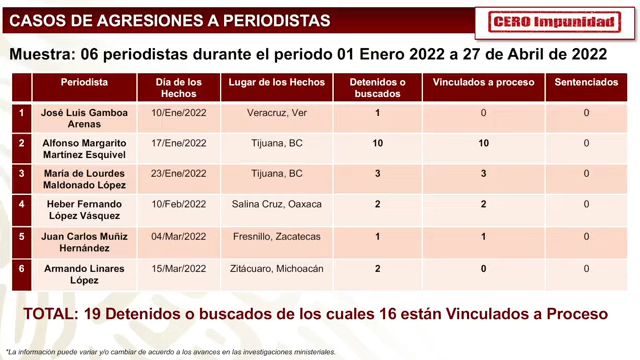 CASOS DE AGRESIONES A PERIODISTAS
CERO Impunidad
Muestra: 06 periodistas durante el periodo 01 Enero 2022 a 27 de Abril de 2022
Periodista Día de los Hechos Lugar de los Hechos Detenidos o buscados Vinculados a proceso Sentenciados
1 José Luis Gamboa Arenas 10/Ene/2022 Veracruz, Ver 1 0 0
2 Alfonso Margarito Martínez Esquivel 17/Ene/2022 Tijuana, BC 10 10 0
3 María de Lourdes Maldonado López 23/Ene/2022 Tijuana, BC 3 3 0
4 Heber Fernando López Vásquez 10/Feb/2022 Salina Cruz, Oaxaca 2 2 0
5 Juan Carlos Muñiz Hernández 04/Mar/2022 Fresnillo, Zacatecas 1 1 0
6 Armando Linares López 15/Mar/2022 Zitácuaro, Michoacán 2 0 0
TOTAL: 19 Detenidos o buscados de los cuales 16 están Vinculados a Proceso
*La información puede variar y/o cambiar de acuerdo a los avances en las investigaciones ministeriales.